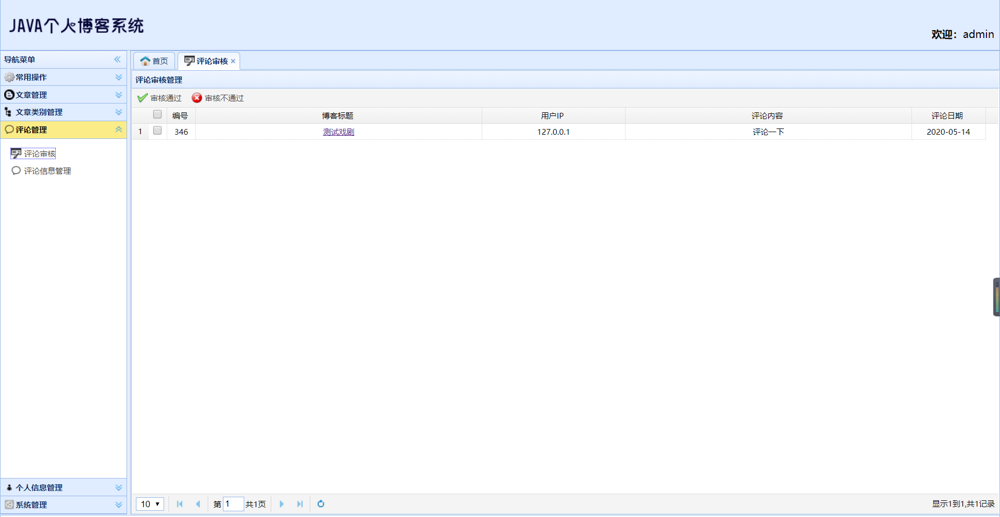 JAVA个人博客系统
欢迎：admin
导航菜单
常用操作
文章管理
文章类别管理
评论管理
评论审核
评论信息管理
个人信息管理
系统管理
首页 评论审核
评论审核管理
审核通过 审核不通过
编号 博客标题 用户IP 评论内容 评论日期
1 346 测试戏剧 127.0.0.1 评论一下 2020-05-14
10 第 1 共1页 显示1到1,共1记录